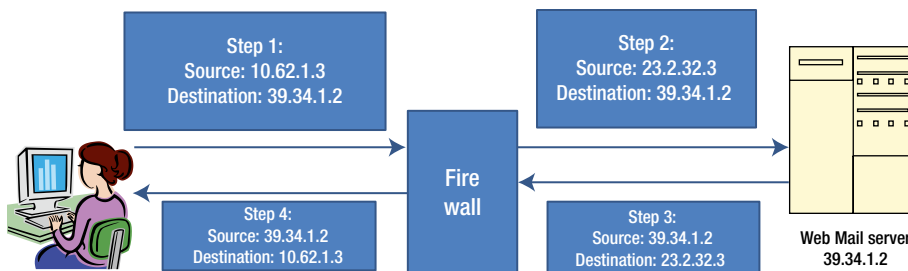 Step 1:
Source: 10.62.1.3
Destination: 39.34.1.2
Step 2:
Source: 23.2.32.3
Destination: 39.34.1.2
Fire
wall
Step 4:
Source: 39.34.1.2
Destination: 10.62.1.3
Step 3:
Source: 39.34.1.2
Destination: 23.2.32.3
Web Mail server
39.34.1.2